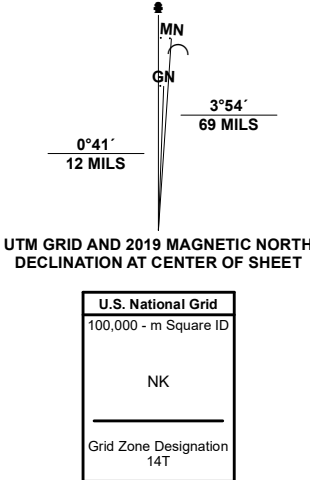 MN
GN
3°54´
69 MILS
0°41´
12 MILS
UTM GRID AND 2019 MAGNETIC NORTH
DECLINATION AT CENTER OF SHEET
U.S. National Grid
100,000 - m Square ID
NK
Grid Zone Designation
14T